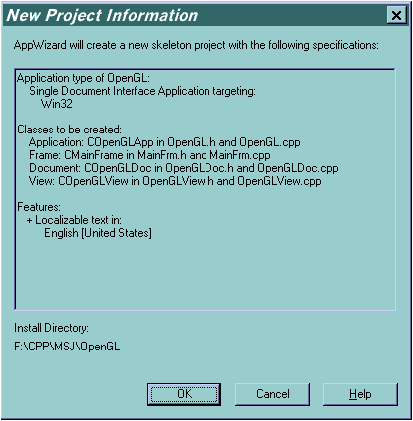 New Project Information
AppWizard will create a new skeleton project with the following specifications:
Application type of OpenGL:
Single Document Interface Application targeting:
Win32
Classes to be created:
Application: COpenGLApp in OpenGL.h and OpenGL.cpp
Frame: CMainFrame in MainFrm.h and MainFrm.cpp
Document: COpenGLDoc in OpenGLDoc.h and OpenGLDoc.cpp
View: COpenGLView in OpenGLView.h and OpenGLView.cpp
Features:
+ Localizable text in:
English [United States]
Install Directory:
F:\CPP\MSJ\OpenGL
OK
Cancel
Help